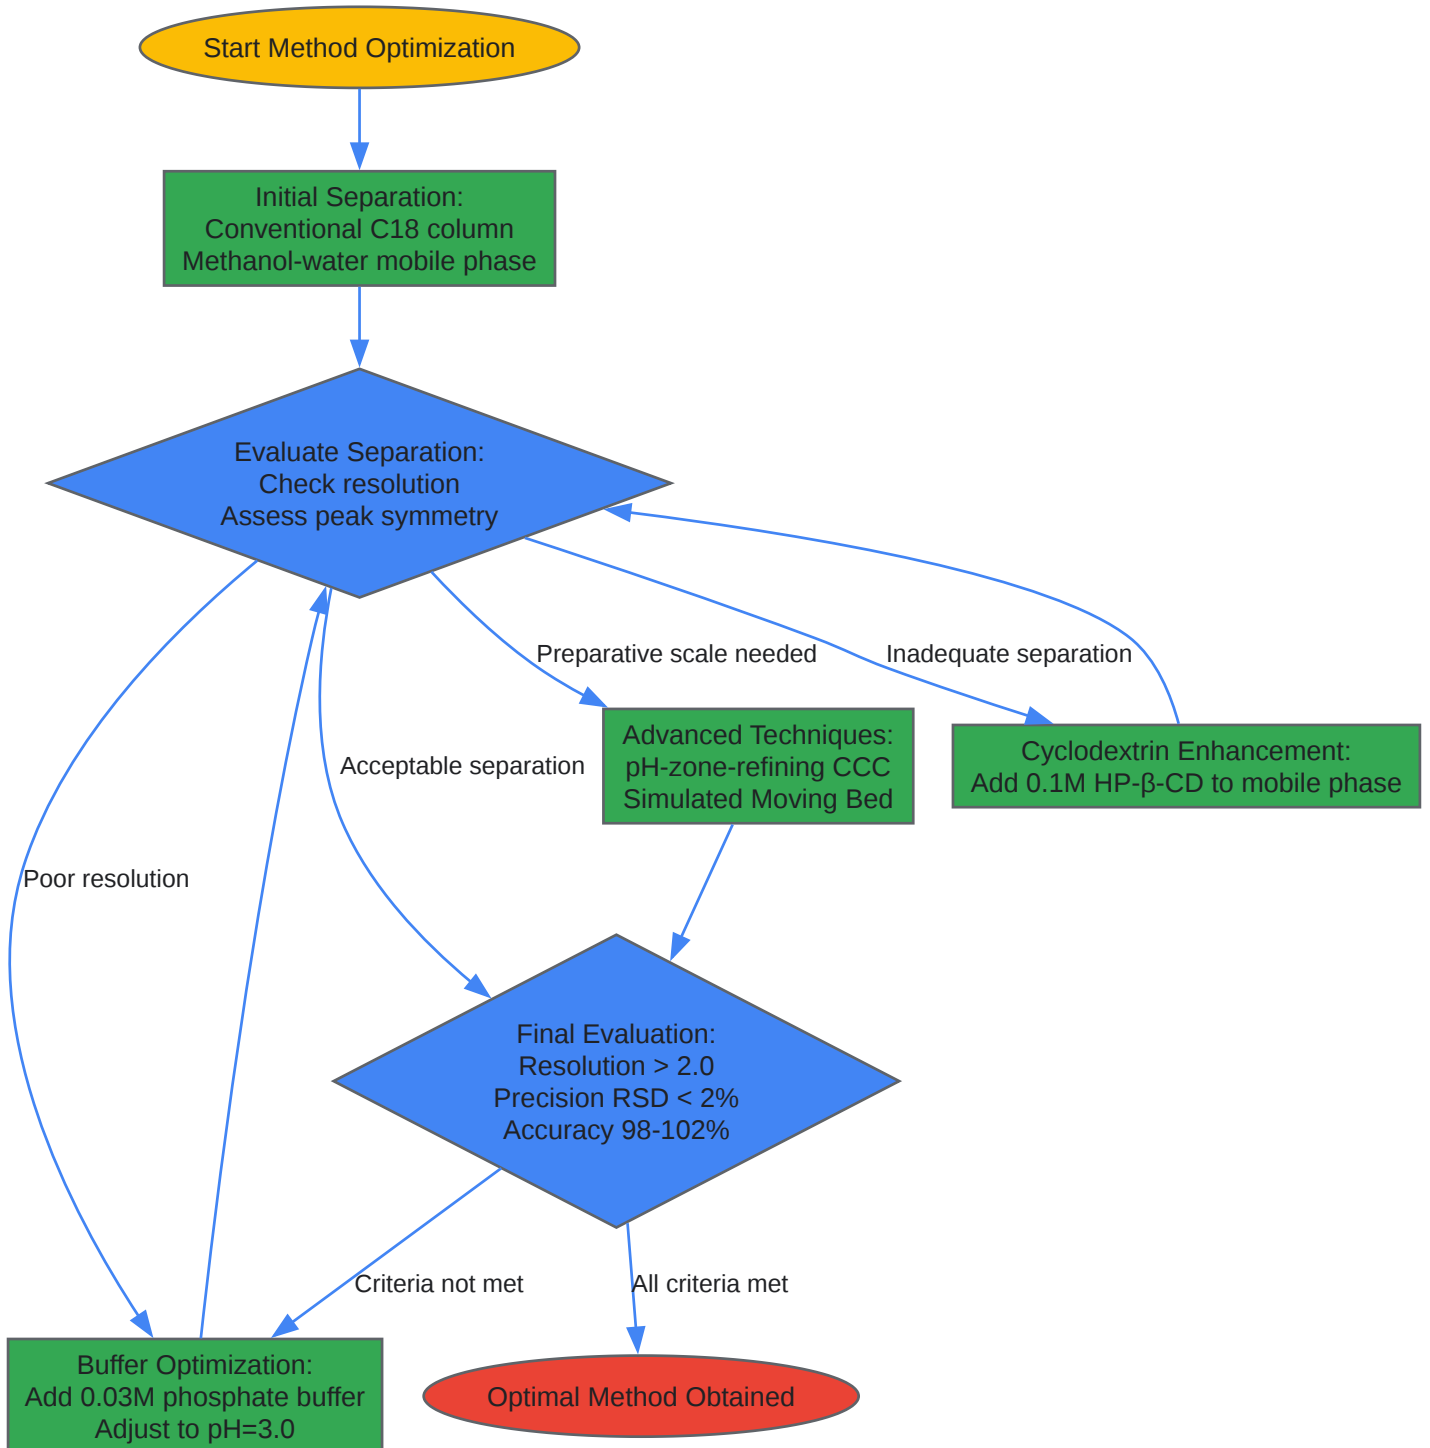 Start Method Optimization
Initial Separation:
Conventional C18 column
Methanol-water mobile phase
Evaluate Separation:
Check resolution
Assess peak symmetry
Preparative scale needed
Inadequate separation
Advanced Techniques:
pH-zone-refining CCC
Simulated Moving Bed
Cyclodextrin Enhancement:
Add 0.1M HP-β-CD to mobile phase
Acceptable separation
Poor resolution
Final Evaluation:
Resolution > 2.0
Precision RSD < 2%
Accuracy 98-102%
Criteria not met
All criteria met
Buffer Optimization:
Add 0.03M phosphate buffer
Adjust to pH=3.0
Optimal Method Obtained